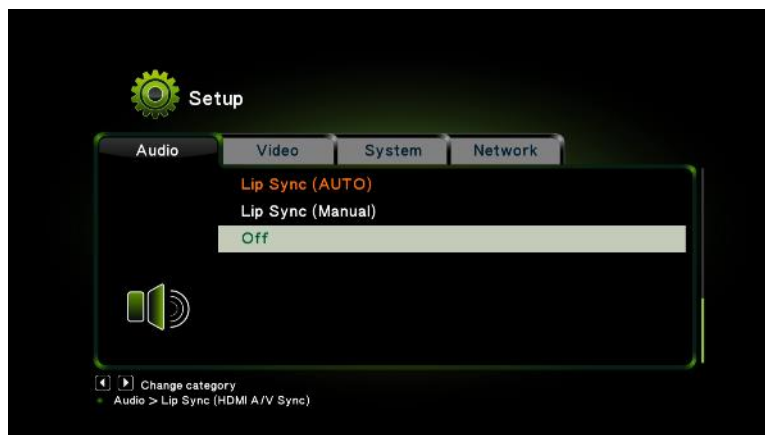 Setup
Audio Video System Network
Lip Sync (AUTO)
Lip Sync (Manual)
Off
Change category
Audio > Lip Sync (HDMI A/V Sync)